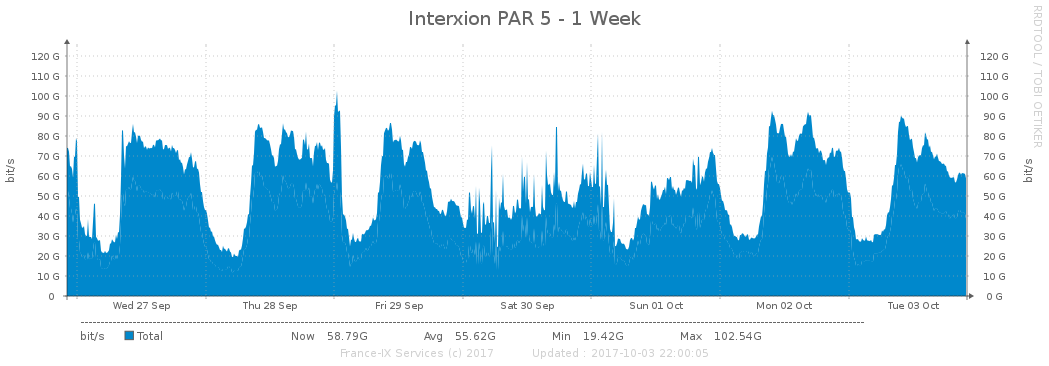 Interxion PAR 5 - 1 Week
RRDTOOL / TOBI OETIKER
120 G 120 G
110 G 110 G
100 G 100 G
90 G 90 G
80 G 80 G
70 G 70 G
bit/s bit/s
60 G 60 G
50 G 50 G
40 G 40 G
30 G 30 G
20 G 20 G
10 G 10 G
0 0 G
Wed 27 Sep Thu 28 Sep Fri 29 Sep Sat 30 Sep Sun 01 Oct Mon 02 Oct Tue 03 Oct
bit/s Total Now 58.79G Avg 55.62G Min 19.42G Max 102.54G
France-IX Services (c) 2017 Updated : 2017-10-03 22:00:05